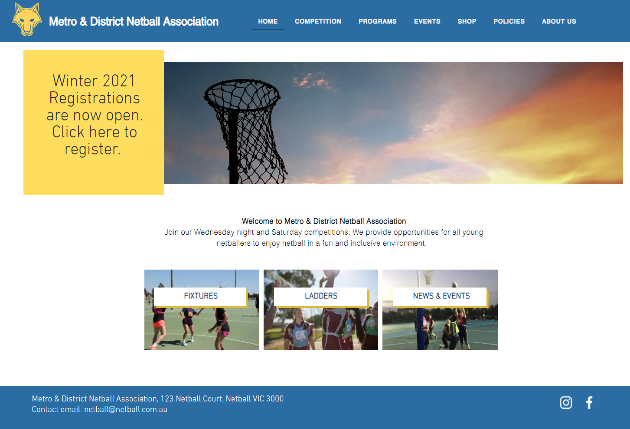 Metro & District Netball Association
HOME COMPETITION PROGRAMS EVENTS SHOP POLICIES ABOUT US
Winter 2021
Registrations
are now open.
Click here to
register.
Welcome to Metro & District Netball Association
Join our Wednesday night and Saturday competitions. We provide opportunities for all young
netballers to enjoy netball in a fun and inclusive environment.
FIXTURES
LADDERS
NEWS & EVENTS
Metro & District Netball Association, 123 Netball Court, Netball VIC 3000
Contact email: netball@netball.com.au